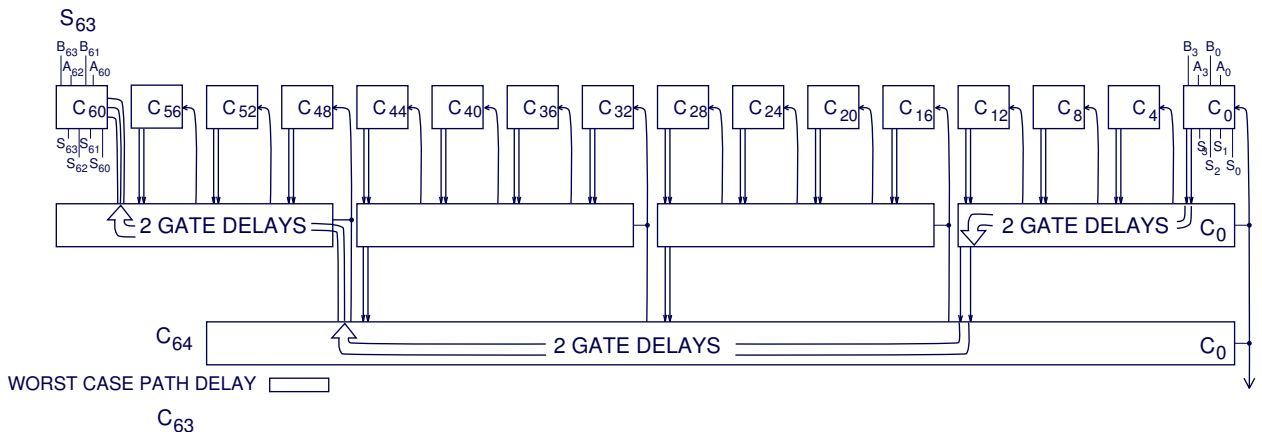 S63
B63 B61
A62 A60
B3 B0
A3 A0
C60 C56 C52 C48 C44 C40 C36 C32 C28 C24 C20 C16 C12 C8 C4 C0
S63 S61
S62 S60
S3 S1
S2 S0
2 GATE DELAYS
2 GATE DELAYS C0
C64 2 GATE DELAYS C0
WORST CASE PATH DELAY
C63